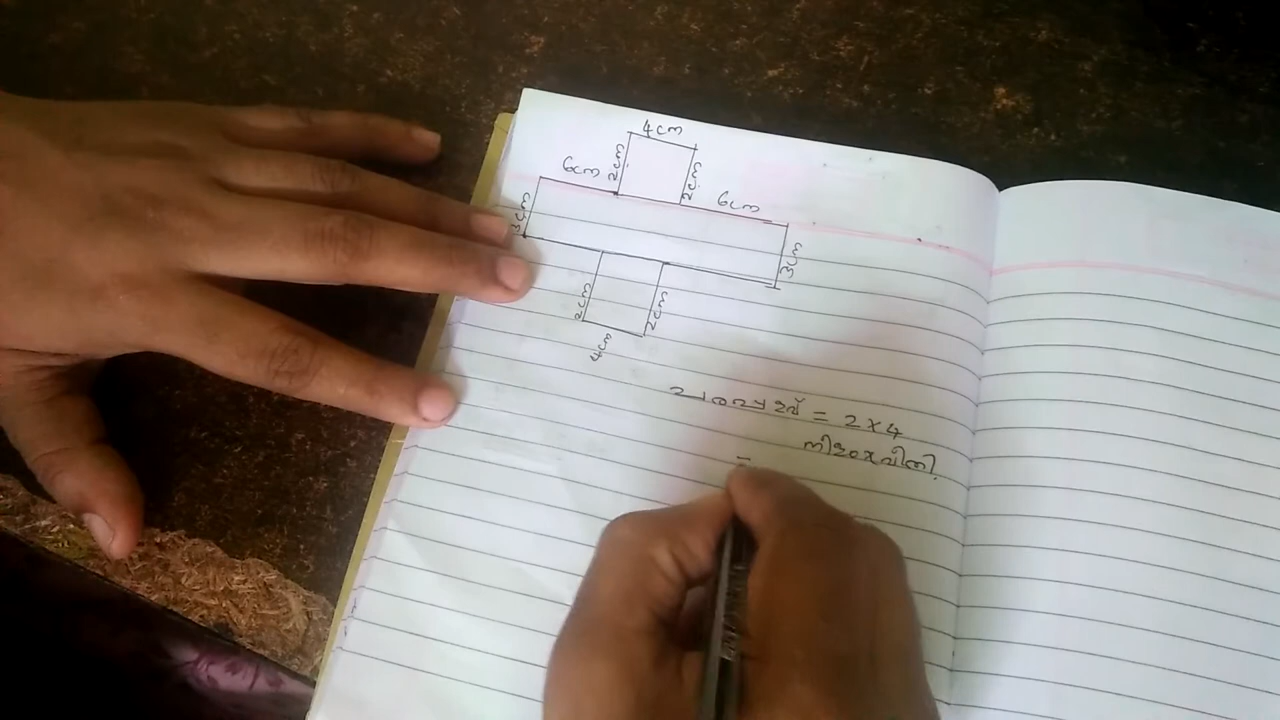 4cm
2cm
2cm
6cm
6cm
3cm
3cm
2cm
2cm
4cm
പരപ്പളവ് = 2 × 4
നീളം x വീതി
=